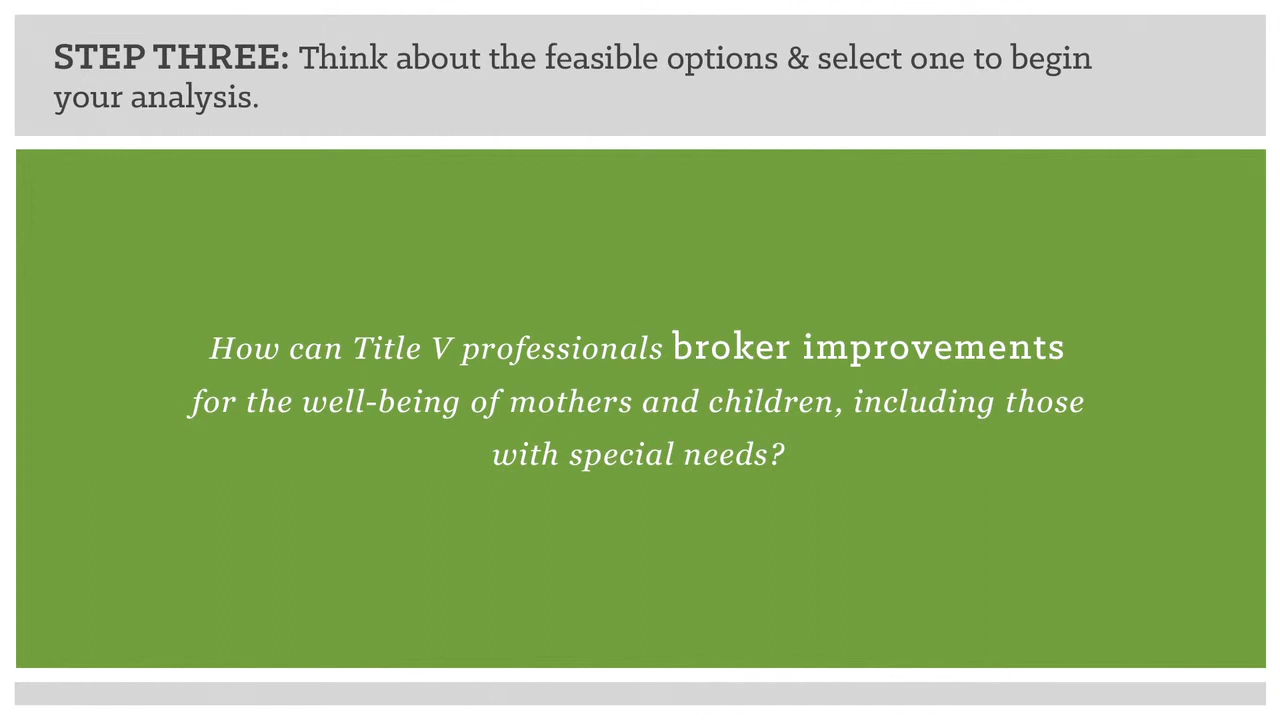 STEP THREE: Think about the feasible options & select one to begin
your analysis.
How can Title V professionals broker improvements
for the well-being of mothers and children, including those
with special needs?